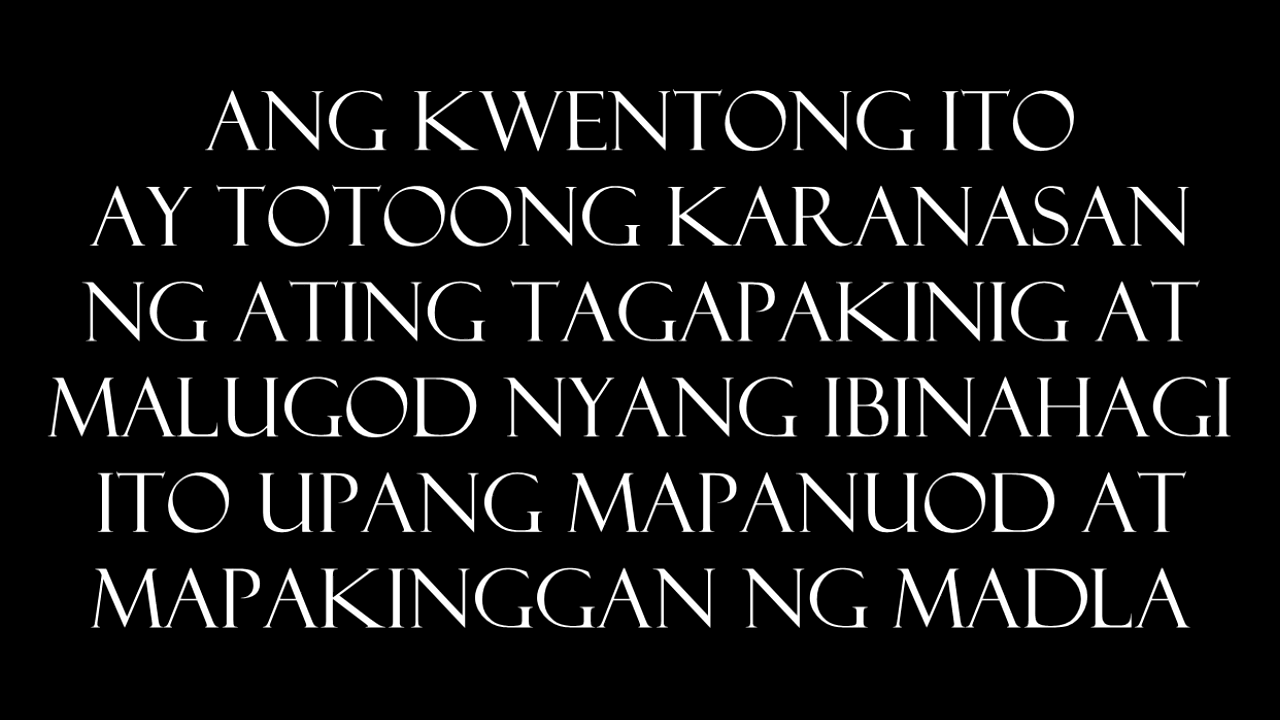 ANG KWENTONG ITO
AY TOTOONG KARANASAN
NG ATING TAGAPAKINIG AT
MALUGOD NYANG IBINAHAGI
ITO UPANG MAPANUOD AT
MAPAKINGGAN NG MADLA